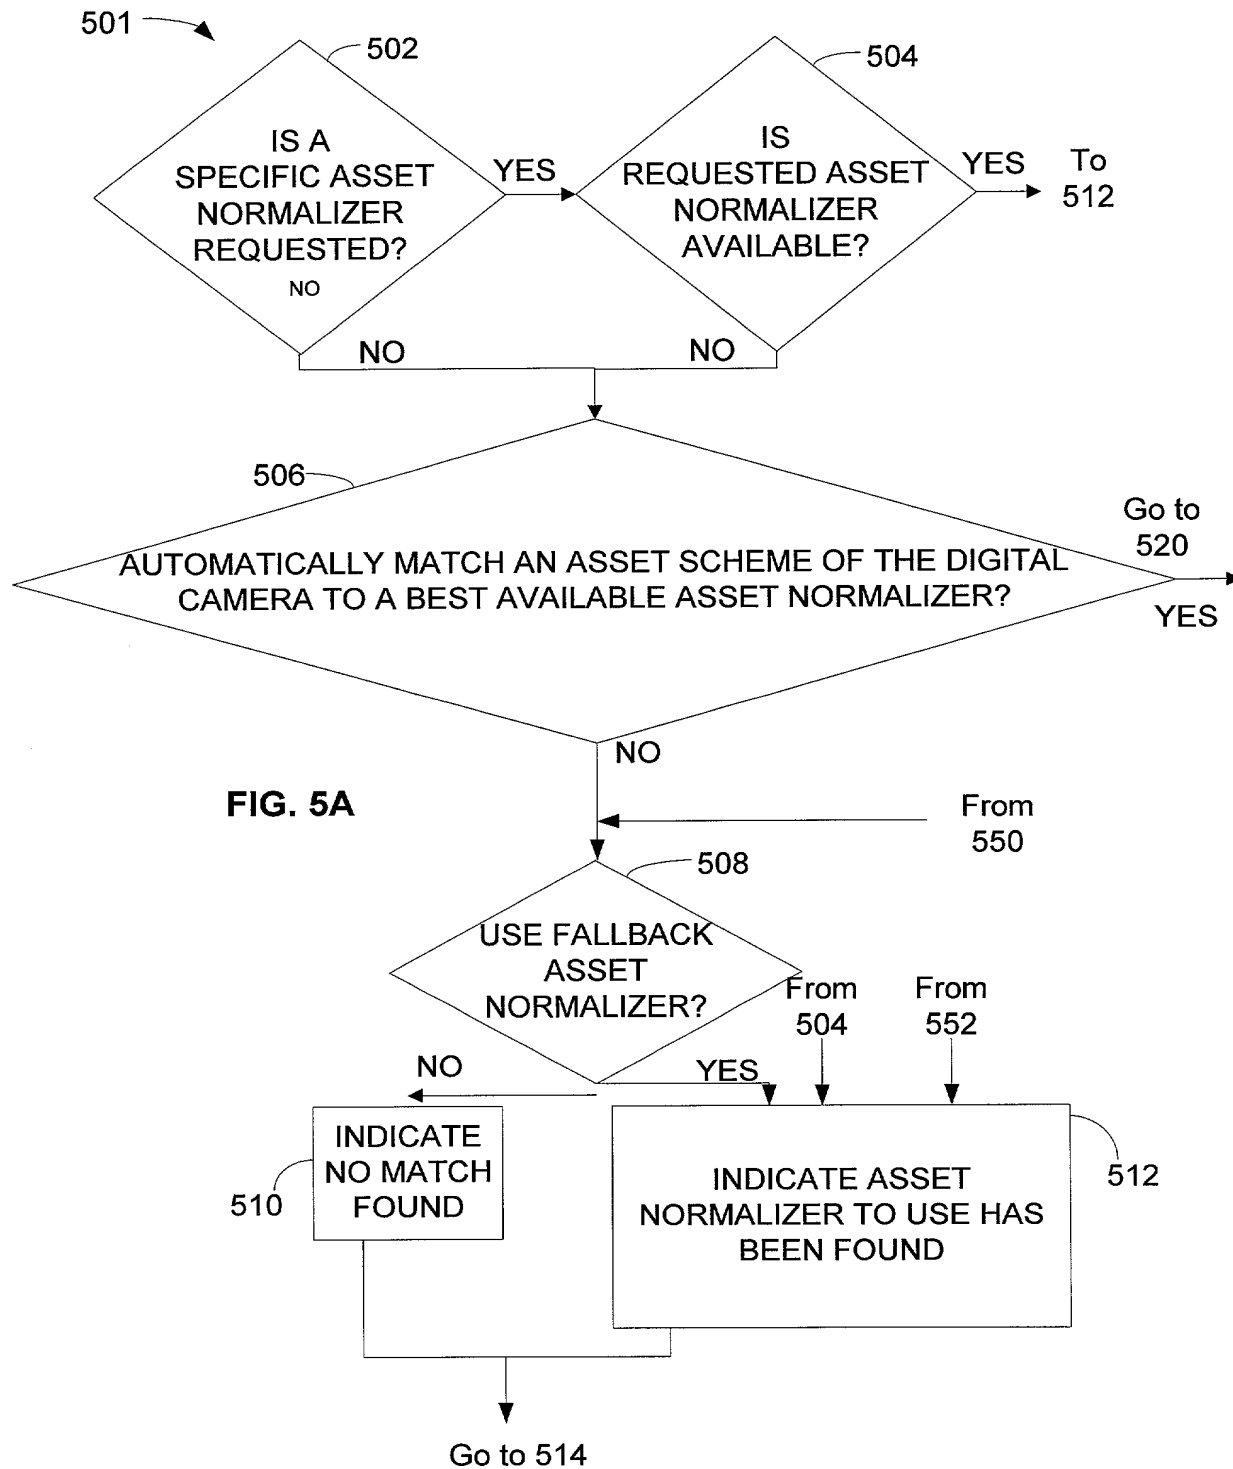 501
502
IS A
SPECIFIC ASSET
NORMALIZER
REQUESTED?
NO
YES
504
IS
REQUESTED ASSET
NORMALIZER
AVAILABLE?
YES
To
512
NO
NO
506
AUTOMATICALLY MATCH AN ASSET SCHEME OF THE DIGITAL
CAMERA TO A BEST AVAILABLE ASSET NORMALIZER?
Go to
520
YES
NO
FIG. 5A
From
550
508
USE FALLBACK
ASSET
NORMALIZER?
From
504
From
552
NO
YES
INDICATE
NO MATCH
FOUND
510
INDICATE ASSET
NORMALIZER TO USE HAS
BEEN FOUND
512
Go to 514